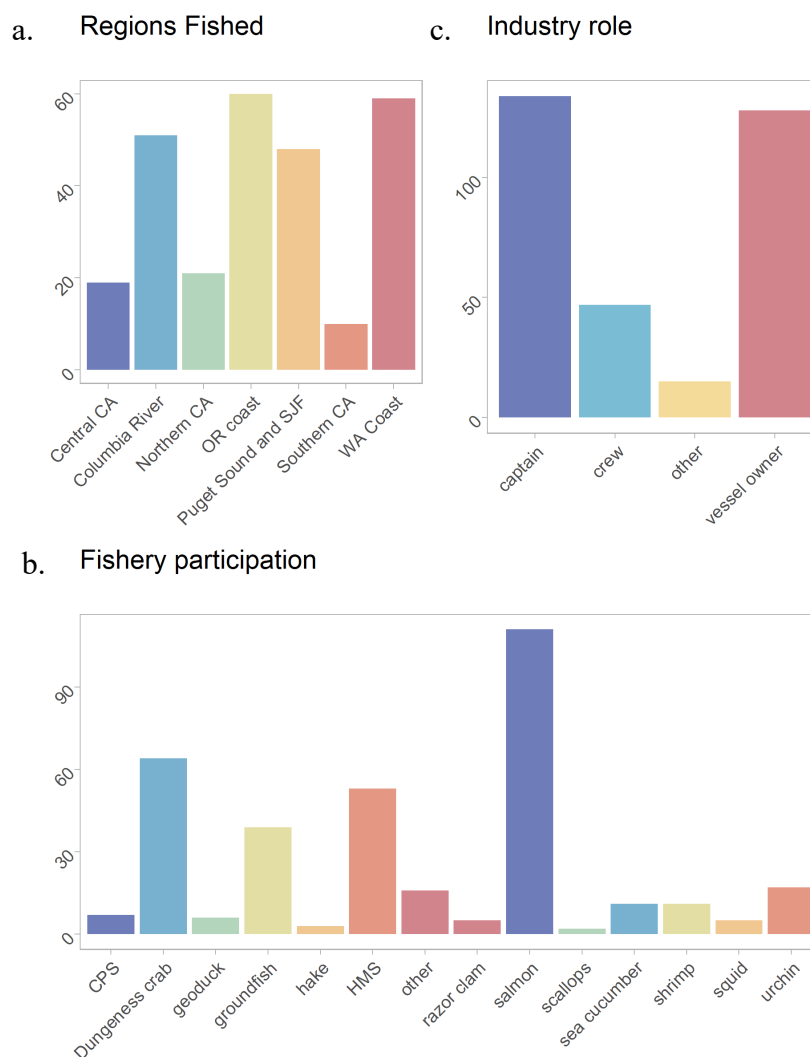 a. Regions Fished
60
40
20
0
Central CA
Columbia River
Northern CA
OR coast
Puget Sound and SJF
Southern CA
WA Coast
c. Industry role
100
50
0
captain
crew
other
vessel owner
b. Fishery participation
90
60
30
0
CPS
Dungeness crab
geoduck
groundfish
hake
HMS
other
razor clam
salmon
scallops
sea cucumber
shrimp
squid
urchin